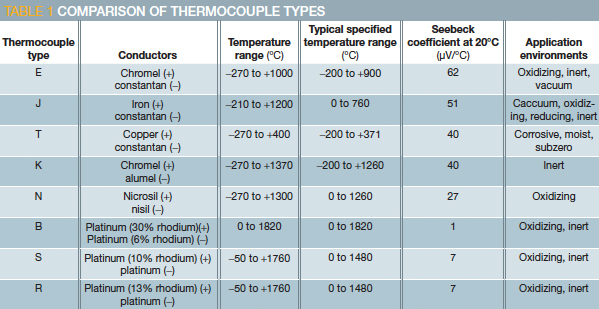 TABLE 1 COMPARISON OF THERMOCOUPLE TYPES
Thermocouple type Conductors Temperature range (°C) Typical specified temperature range (°C) Seebeck coefficient at 20°C (µV/°C) Application environments
E Chromel (+) –270 to +1000 –200 to +900 62 Oxidizing, inert,
constantan (–) vacuum
J Iron (+) –210 to +1200 0 to 760 51 Caccuum, oxidiz-
constantan (–) ing, reducing, inert
T Copper (+) –270 to +400 –200 to +371 40 Corrosive, moist,
constantan (–) subzero
K Chromel (+) –270 to +1370 –200 to +1260 40 Inert
alumel (–)
N Nicrosil (+) –270 to +1300 0 to 1260 27 Oxidizing
nisil (–)
B Platinum (30% rhodium)(+) 0 to 1820 0 to 1820 1 Oxidizing, inert
Platinum (6% rhodium) (–)
S Platinum (10% rhodium) (+) –50 to +1760 0 to 1480 7 Oxidizing, inert
platinum (–)
R Platinum (13% rhodium) (+) –50 to +1760 0 to 1480 7 Oxidizing, inert
platinum (–)